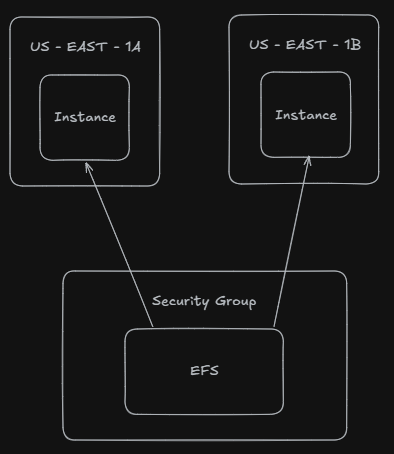 US - EAST - 1A
US - EAST - 1B
Instance
Instance
Security Group
EFS